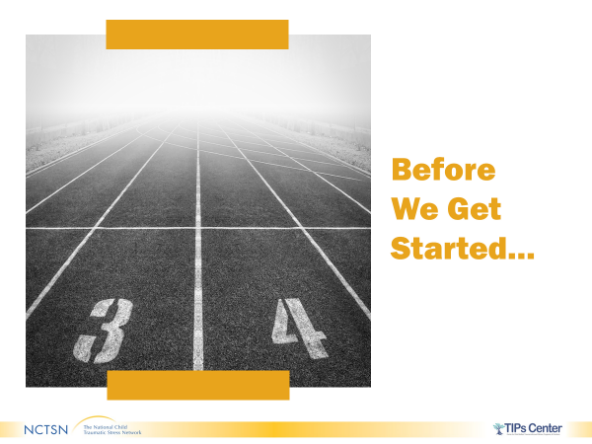 Before
We Get
Started...
3 4
NCTSN
The National Child
Traumatic Stress Network
TIPs Center